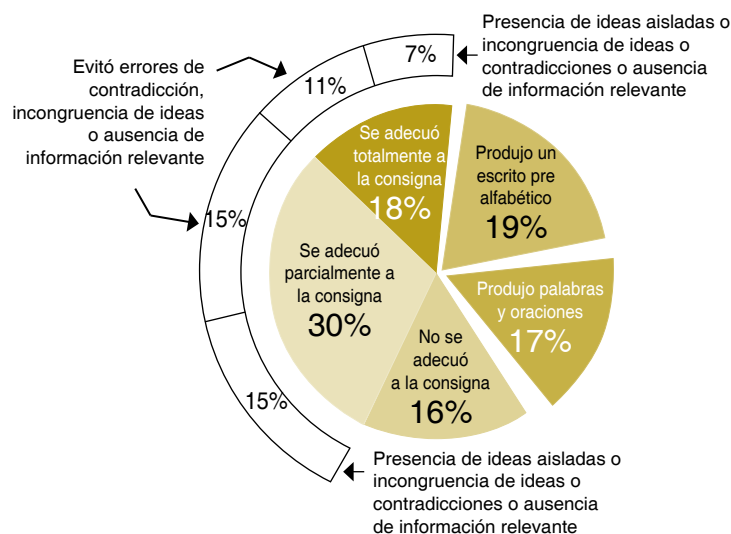 Presencia de ideas aisladas o
incongruencia de ideas o
contradicciones o ausencia
de información relevante
7%
11%
Evitó errores de
contradicción,
incongruencia de ideas
o ausencia de
información relevante
15%
15%
Se adecuó
totalmente a
la consigna
18%
Produjo un
escrito pre
alfabético
19%
Se adecuó
parcialmente a
la consigna
30%
Produjo palabras
y oraciones
17%
No se
adecuó
a la consigna
16%
Presencia de ideas aisladas o
incongruencia de ideas o
contradicciones o ausencia
de información relevante